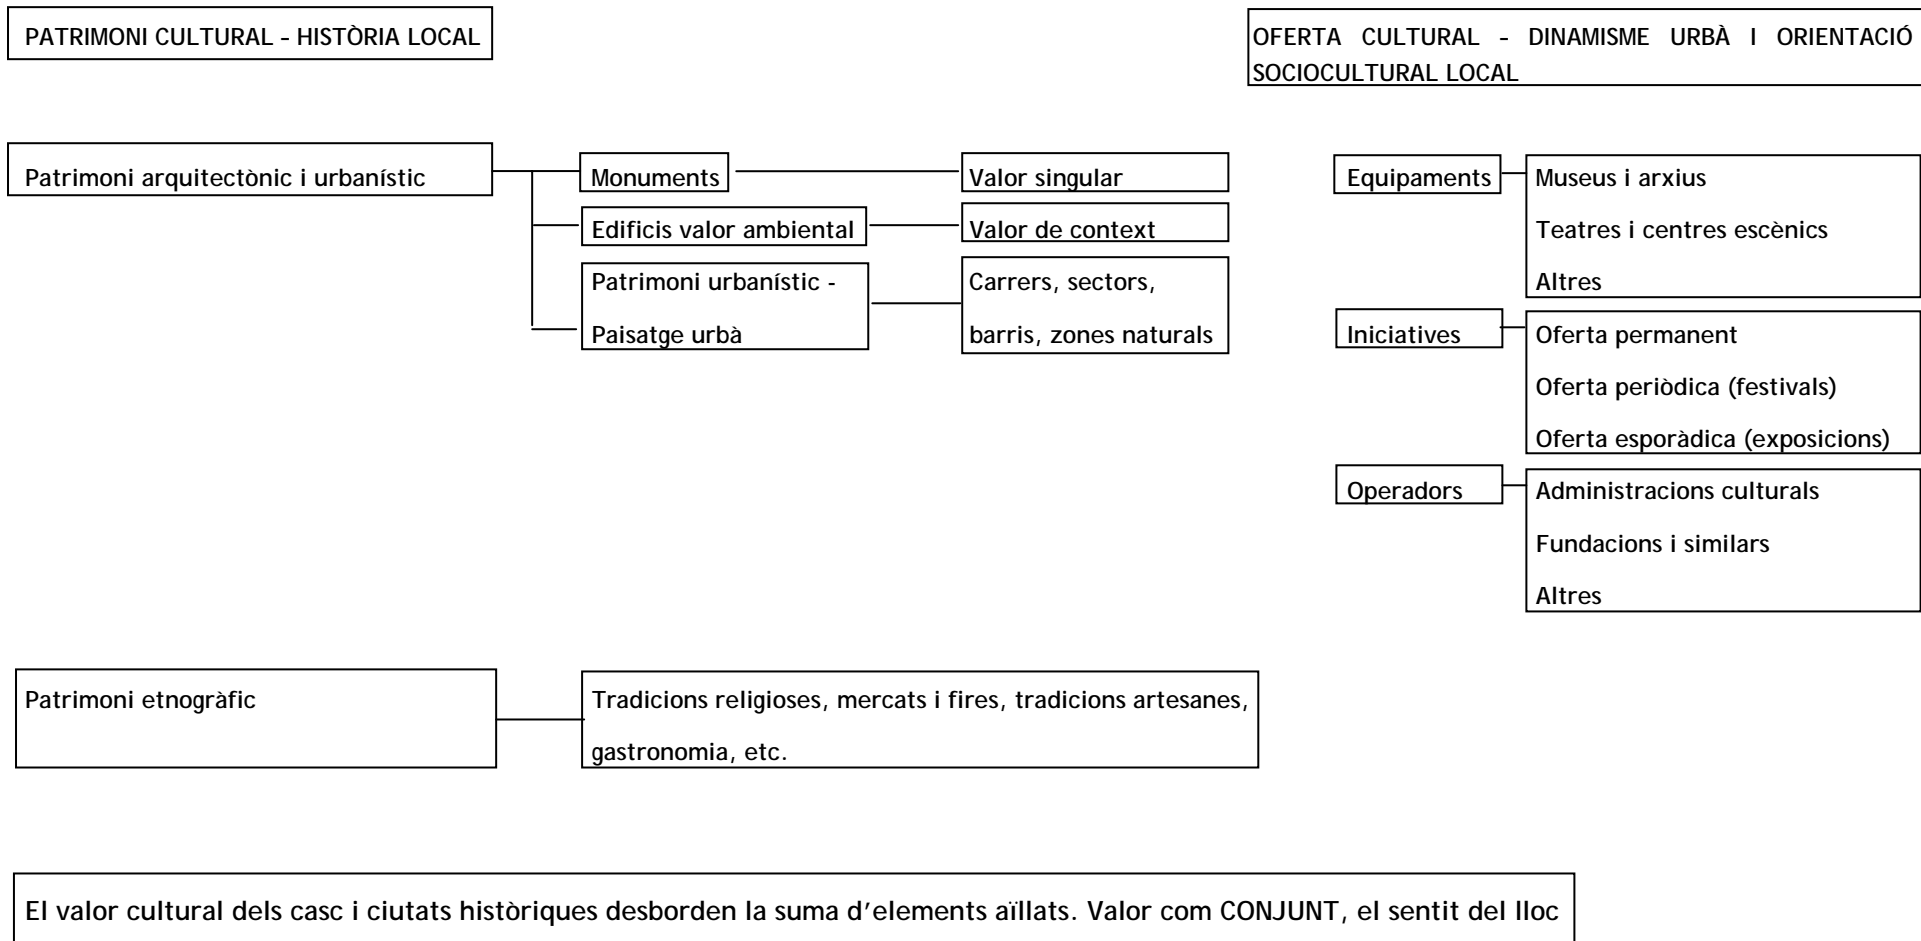 PATRIMONI CULTURAL - HISTÒRIA LOCAL
OFERTA CULTURAL - DINAMISME URBÀ I ORIENTACIÓ
SOCIOCULTURAL LOCAL
Patrimoni arquitectònic i urbanístic
Monuments
Valor singular
Edificis valor ambiental
Valor de context
Patrimoni urbanístic -
Paisatge urbà
Carrers, sectors,
barris, zones naturals
Equipaments
Museus i arxius
Teatres i centres escènics
Altres
Iniciatives
Oferta permanent
Oferta periòdica (festivals)
Oferta esporàdica (exposicions)
Operadors
Administracions culturals
Fundacions i similars
Altres
Patrimoni etnogràfic
Tradicions religioses, mercats i fires, tradicions artesanes,
gastronomia, etc.
El valor cultural dels casc i ciutats històriques desborden la suma d'elements aïllats. Valor com CONJUNT, el sentit del lloc